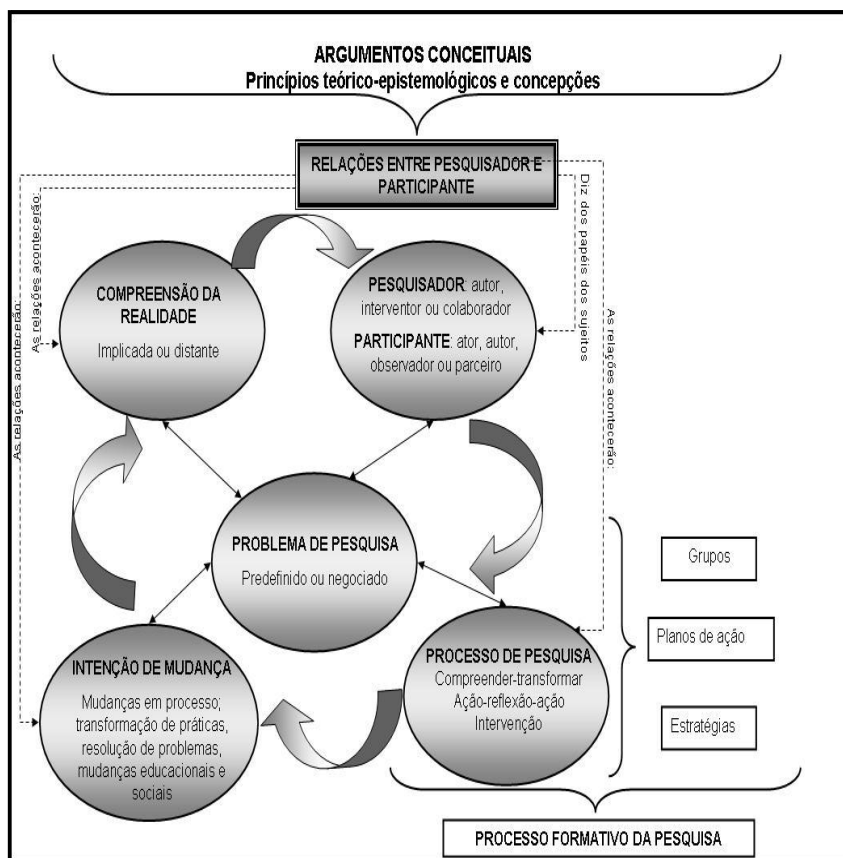 ARGUMENTOS CONCEITUAIS
Princípios teórico-epistemológicos e concepções
RELAÇÕES ENTRE PESQUISADOR E
PARTICIPANTE
As relações acontecerão:
As relações acontecerão:
Diz dos papéis dos sujeitos
As relações acontecerão:
COMPREENSÃO DA
REALIDADE
Implicada ou distante
PESQUISADOR: autor,
interventor ou colaborador
PARTICIPANTE: ator, autor,
observador ou parceiro
PROBLEMA DE PESQUISA
Predefinido ou negociado
INTENÇÃO DE MUDANÇA
Mudanças em processo;
transformação de práticas,
resolução de problemas,
mudanças educacionais e
sociais
PROCESSO DE PESQUISA
Compreender-transformar
Ação-reflexão-ação
Intervenção
Grupos
Planos de ação
Estratégias
PROCESSO FORMATIVO DA PESQUISA